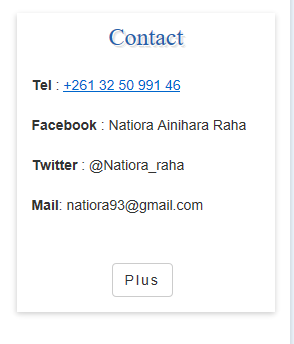 Contact
Tel : +261 32 50 991 46
Facebook : Natiora Ainihara Raha
Twitter : @Natiora_raha
Mail: natiora93@gmail.com
Plus